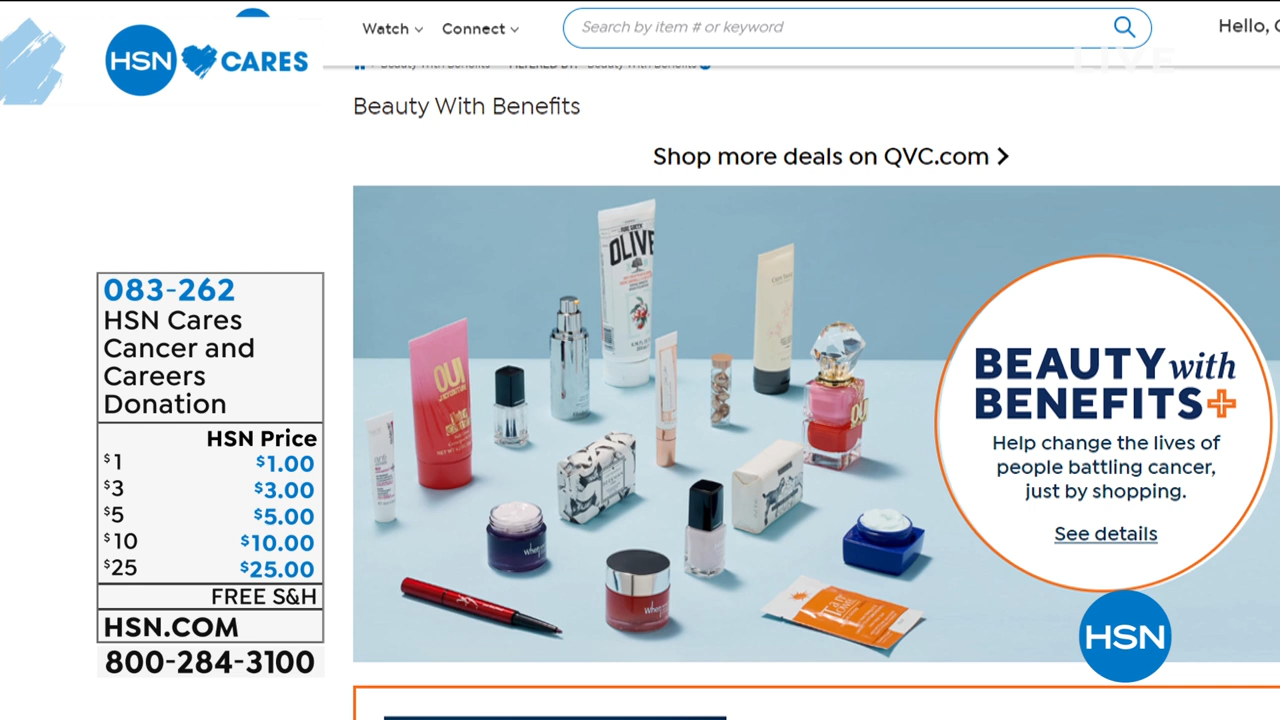 HSN CARES
Watch
Connect
Search by item # or keyword
Hello,
LIVE
Beauty With Benefits
Shop more deals on QVC.com
083-262
HSN Cares
Cancer and
Careers
Donation
HSN Price
$1 $1.00
$3 $3.00
$5 $5.00
$10 $10.00
$25 $25.00
FREE S&H
HSN.COM
800-284-3100
OLIVE
OUI
OUI
BEAUTY with
BENEFITS+
Help change the lives of
people battling cancer,
just by shopping.
See details
HSN